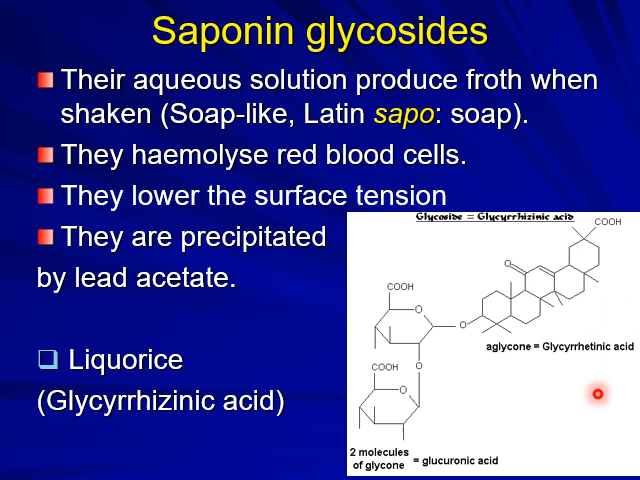 Saponin glycosides
Their aqueous solution produce froth when
shaken (Soap-like, Latin sapo: soap).
They haemolyse red blood cells.
They lower the surface tension
They are precipitated
by lead acetate.
Liquorice
(Glycyrrhizinic acid)
Glycoside = Glycyrrhizinic acid
COOH
O
COOH
O
O
aglycone = Glycyrrhetinic acid
COOH
O
O
2 molecules
of glycone = glucuronic acid